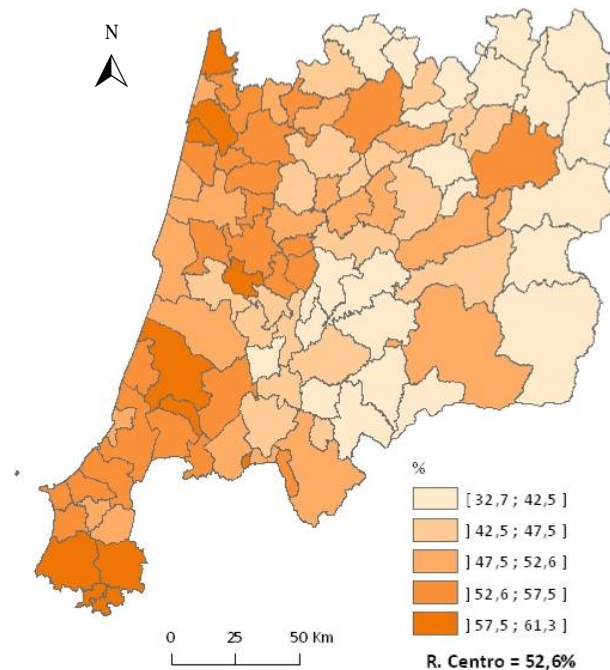 N
%
[ 32,7 ; 42,5 ]
] 42,5 ; 47,5 ]
] 47,5 ; 52,6 ]
] 52,6 ; 57,5 ]
] 57,5 ; 61,3 ]
0 25 50 Km
R. Centro = 52,6%